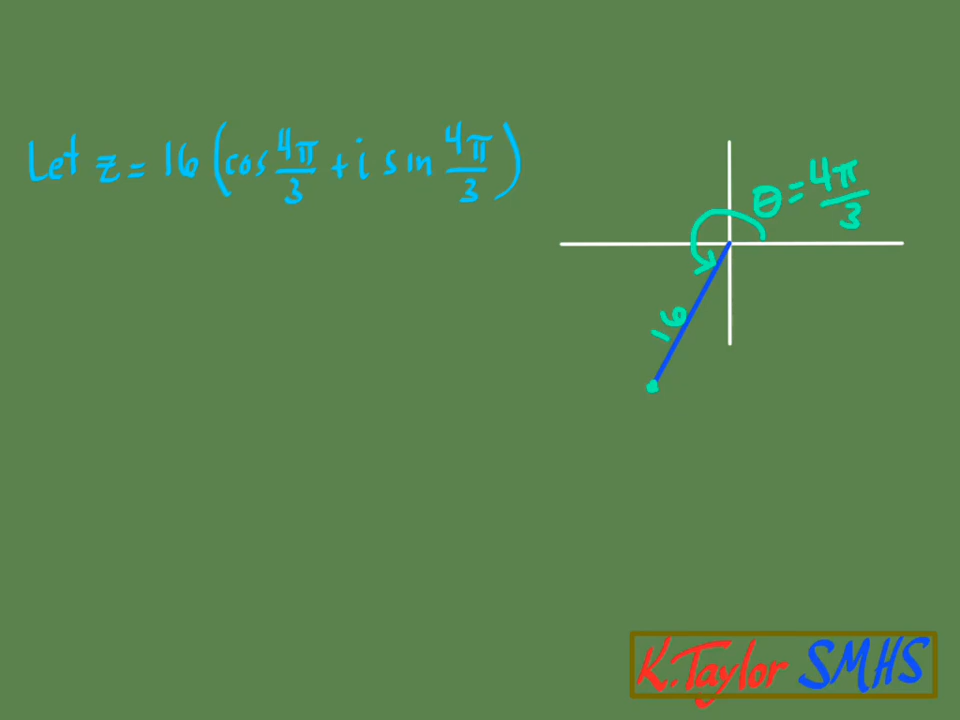 Let z = 16 (cos 4π/3 + i sin 4π/3)
θ = 4π/3
16
K. Taylor SMHS